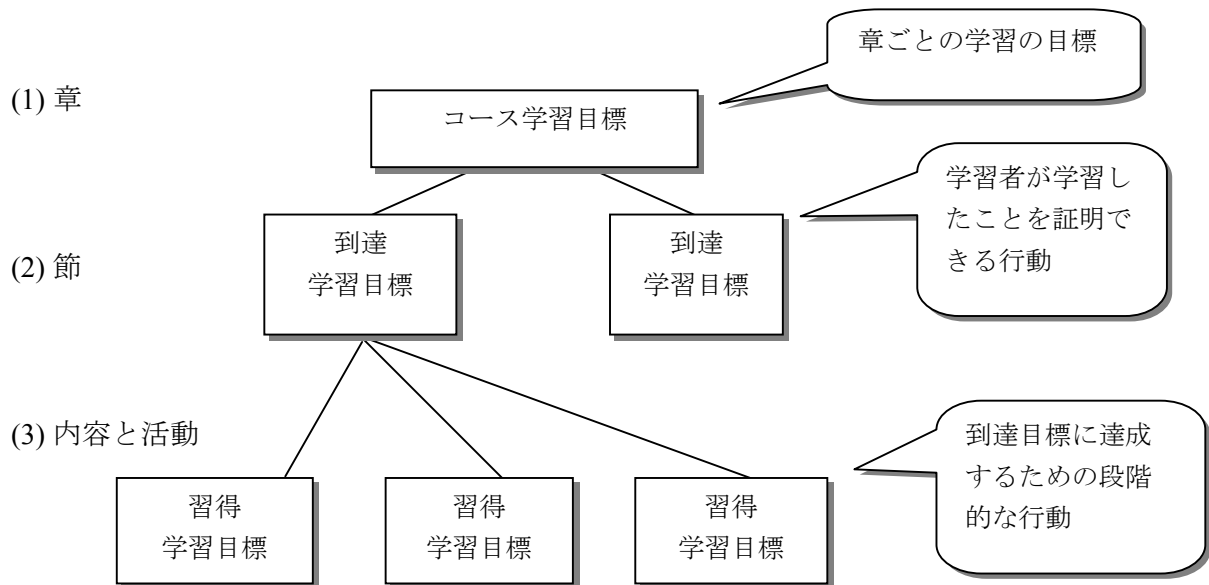 章ごとの学習の目標
(1) 章
コース学習目標
学習者が学習し
たことを証明で
きる行動
(2) 節
到達
学習目標
到達
学習目標
(3) 内容と活動
到達目標に達成
するための段階
的な行動
習得
学習目標
習得
学習目標
習得
学習目標